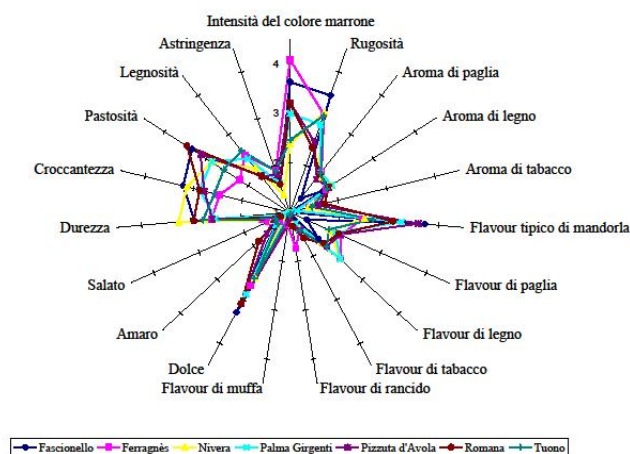 Intensità del colore marrone
Astringenza
Rugosità
Legnosità
Aroma di paglia
Pastosità
Aroma di legno
Croccantezza
Aroma di tabacco
Durezza
Flavour tipico di mandorla
Salato
Flavour di paglia
Amaro
Flavour di legno
Dolce
Flavour di tabacco
Flavour di muffa
Flavour di rancido
4
3
2
Fascionello Ferragnès Nivera Palma Girgenti Pizzuta d'Avola Romana Tuono